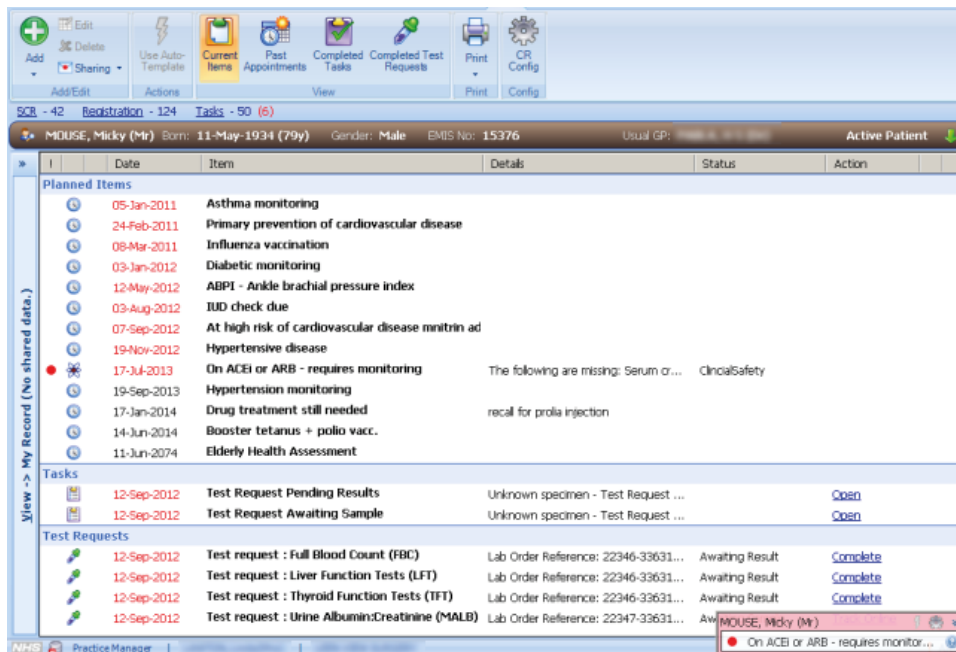 Edit
Delete
Sharing
Add
Use Auto-
Template
Current
Items
Past
Appointments
Completed
Tasks
Completed Test
Requests
Print
CR
Config
Add/Edit Actions View Print Config
SCR - 42 Registration - 124 Tasks - 50 (6)
MOUSE, Micky (Mr) Born: 11-May-1934 (79y) Gender: Male EMIS No: 15376 Usual GP: Active Patient
» ! Date Item Details Status Action
View -> My Record (No shared data.)
Planned Items
05-Jan-2011 Asthma monitoring
24-Feb-2011 Primary prevention of cardiovascular disease
08-Mar-2011 Influenza vaccination
03-Jan-2012 Diabetic monitoring
12-May-2012 ABPI - Ankle brachial pressure index
03-Aug-2012 IUD check due
07-Sep-2012 At high risk of cardiovascular disease mnitrin ad
19-Nov-2012 Hypertensive disease
17-Jul-2013 On ACEi or ARB - requires monitoring The following are missing: Serum cr... ClincialSafety
19-Sep-2013 Hypertension monitoring
17-Jan-2014 Drug treatment still needed recall for prolia injection
14-Jun-2014 Booster tetanus + polio vacc.
11-Jun-2074 Elderly Health Assessment
Tasks
12-Sep-2012 Test Request Pending Results Unknown specimen - Test Request ... Open
12-Sep-2012 Test Request Awaiting Sample Unknown specimen - Test Request ... Open
Test Requests
12-Sep-2012 Test request : Full Blood Count (FBC) Lab Order Reference: 22346-33631... Awaiting Result Complete
12-Sep-2012 Test request : Liver Function Tests (LFT) Lab Order Reference: 22346-33631... Awaiting Result Complete
12-Sep-2012 Test request : Thyroid Function Tests (TFT) Lab Order Reference: 22346-33631... Awaiting Result Complete
12-Sep-2012 Test request : Urine Albumin:Creatinine (MALB) Lab Order Reference: 22347-33631... Aw
MOUSE, Micky (Mr)
On ACEi or ARB - requires monitor...
NHS Practice Manager